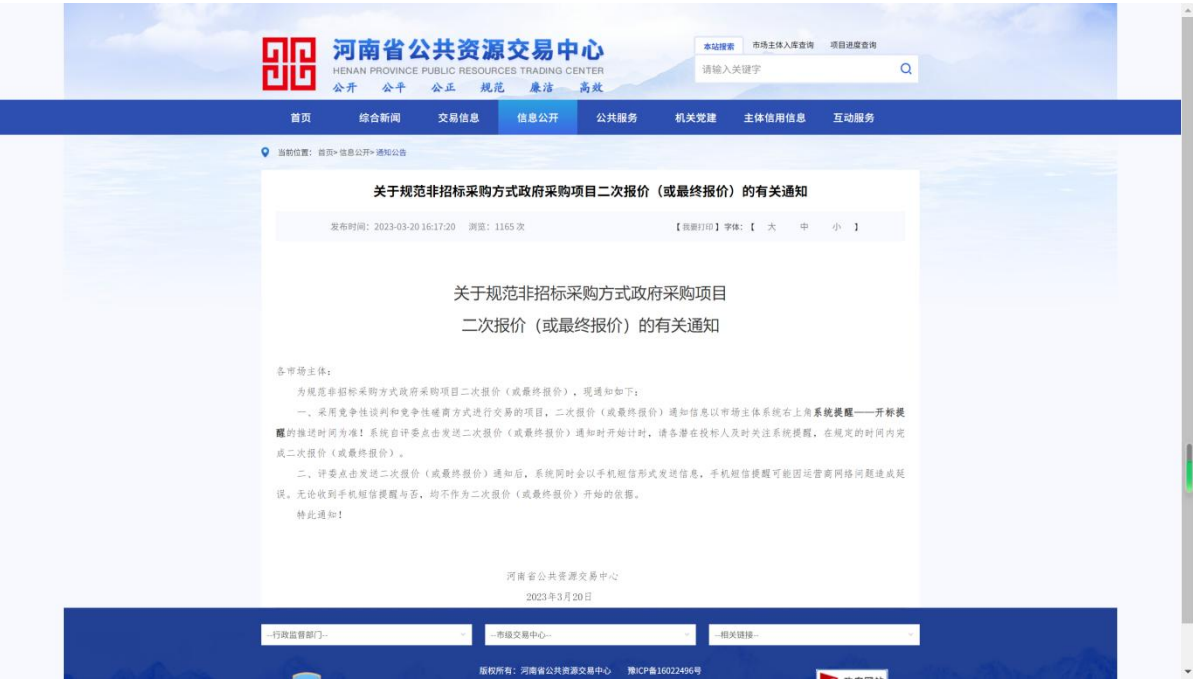 河南省公共资源交易中心
HENAN PROVINCE PUBLIC RESOURCES TRADING CENTER
公开 公平 公正 规范 廉洁 高效
本站搜索 市场主体入库查询 项目进度查询
请输入关键字
首页 综合新闻 交易信息 信息公开 公共服务 机关党建 主体信用信息 互动服务
当前位置：首页>信息公开>通知公告
关于规范非招标采购方式政府采购项目二次报价（或最终报价）的有关通知
发布时间：2023-03-20 16:17:20 浏览：1165 次 【我要打印】字体：【 大 中 小 】
关于规范非招标采购方式政府采购项目
二次报价（或最终报价）的有关通知
各市场主体：
为规范非招标采购方式政府采购项目二次报价（或最终报价），现通知如下：
一、采用竞争性谈判和竞争性磋商方式进行交易的项目，二次报价（或最终报价）通知信息以市场主体系统右上角系统提醒——开标提
醒的推送时间为准！系统自评委点击发送二次报价（或最终报价）通知时开始计时，请各潜在投标人及时关注系统提醒，在规定的时间内完
成二次报价（或最终报价）。
二、评委点击发送二次报价（或最终报价）通知后，系统同时会以手机短信形式发送信息，手机短信提醒可能因运营商网络问题造成延
误。无论收到手机短信提醒与否，均不作为二次报价（或最终报价）开始的依据。
特此通知！
河南省公共资源交易中心
2023年3月20日
--行政监督部门-- --市级交易中心-- --相关链接--
版权所有：河南省公共资源交易中心 豫ICP备16022496号